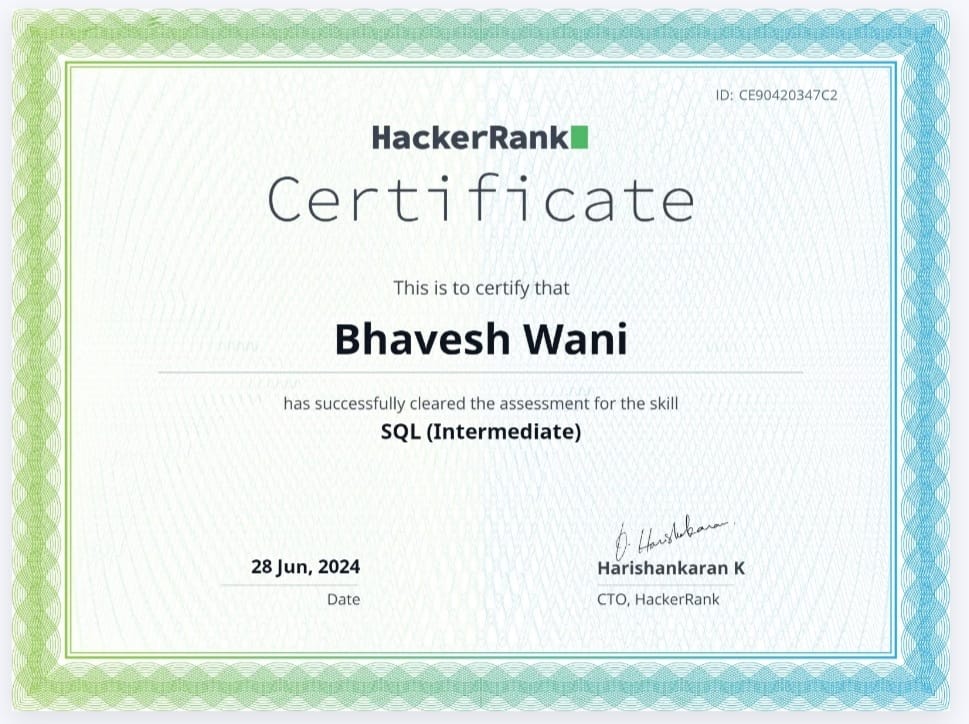 ID: CE90420347C2
HackerRank
Certificate
This is to certify that
Bhavesh Wani
has successfully cleared the assessment for the skill
SQL (Intermediate)
28 Jun, 2024
Date
Harishankaran K
CTO, HackerRank